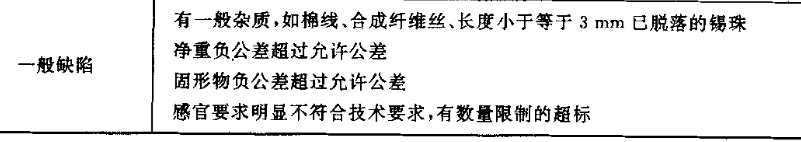 一般缺陷
有一般杂质,如棉线、合成纤维丝、长度小于等于 3 mm 已脱落的锡珠
净重负公差超过允许公差
固形物负公差超过允许公差
感官要求明显不符合技术要求,有数量限制的超标